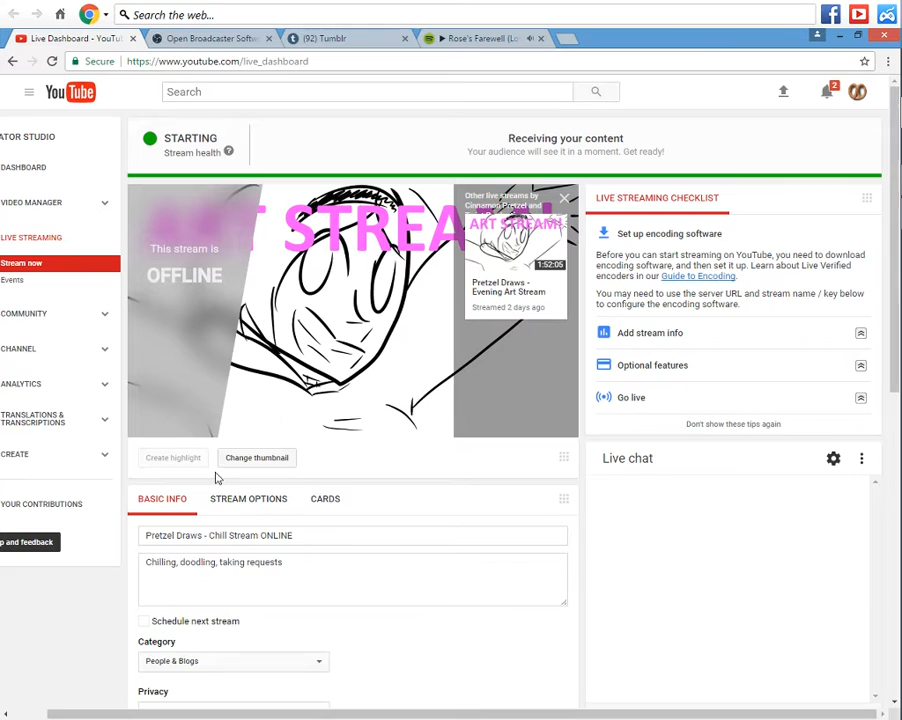 Search the web...
Live Dashboard - YouTu
Open Broadcaster Softw
(92) Tumblr
▶ Rose's Farewell (Lo
Secure
https://www.youtube.com/live_dashboard
YouTube
Search
2
ATOR STUDIO
DASHBOARD
VIDEO MANAGER
LIVE STREAMING
Stream now
Events
COMMUNITY
CHANNEL
ANALYTICS
TRANSLATIONS &
TRANSCRIPTIONS
CREATE
YOUR CONTRIBUTIONS
p and feedback
STARTING
Stream health ?
Receiving your content
Your audience will see it in a moment. Get ready!
STREA
This stream is
OFFLINE
Other live streams by
Cinnamon Pretzel and
ART STREAM!
1:52:05
Pretzel Draws -
Evening Art Stream
Streamed 2 days ago
Create highlight
Change thumbnail
BASIC INFO
STREAM OPTIONS
CARDS
Pretzel Draws - Chill Stream ONLINE
Chilling, doodling, taking requests
Schedule next stream
Category
People & Blogs
Privacy
LIVE STREAMING CHECKLIST
Set up encoding software
Before you can start streaming on YouTube, you need to download
encoding software, and then set it up. Learn about Live Verified
encoders in our Guide to Encoding.
You may need to use the server URL and stream name / key below
to configure the encoding software.
Add stream info
Optional features
Go live
Don't show these tips again
Live chat